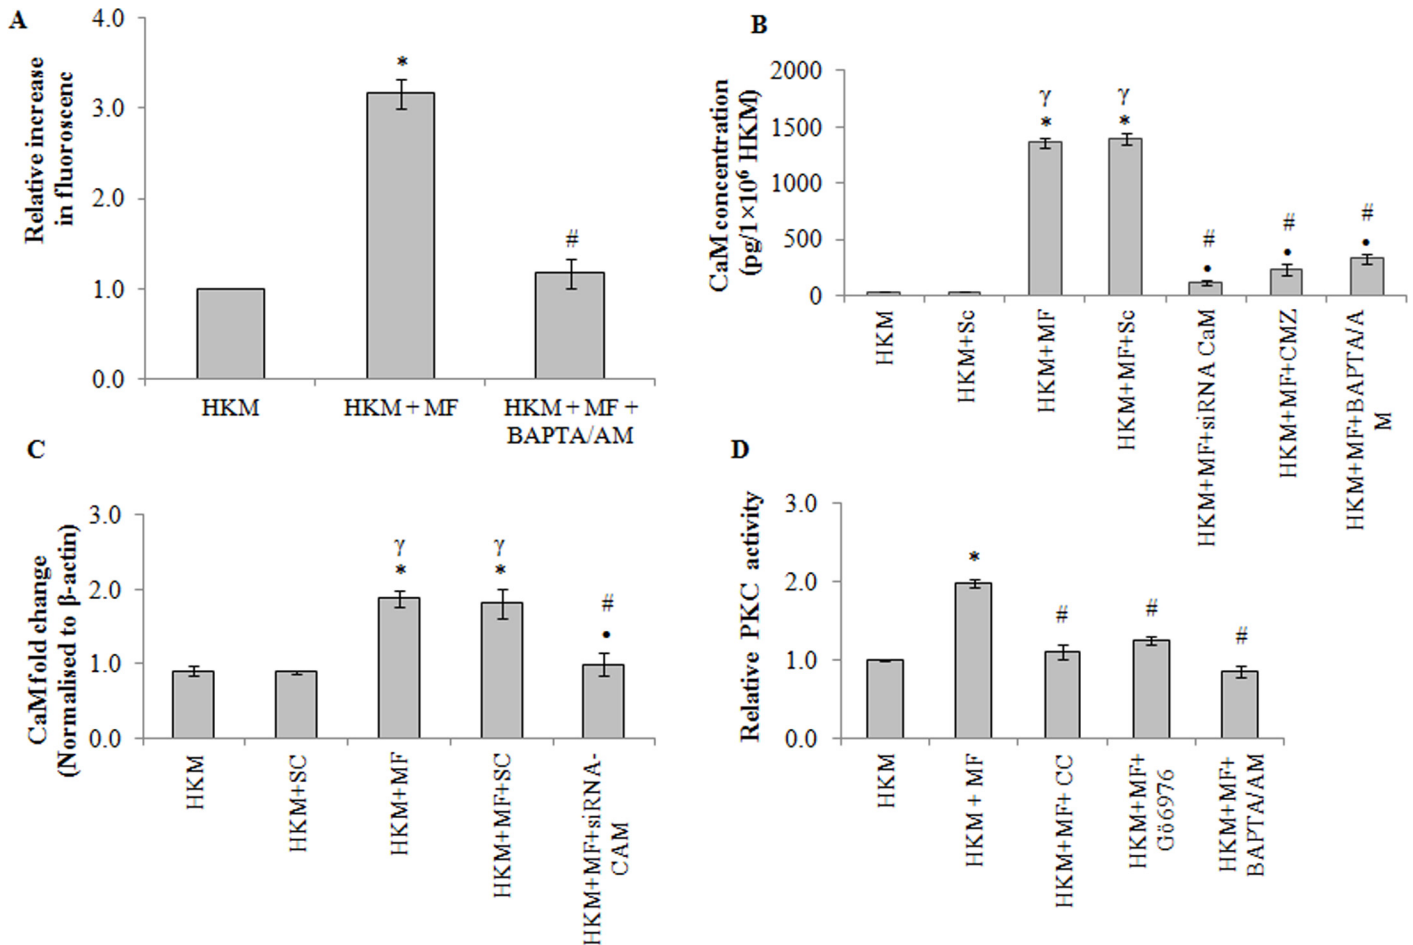 A
Relative increase
in fluoroscenc
4.0
3.0
2.0
1.0
0.0
*
#
HKM
HKM + MF
HKM + MF +
BAPTA/AM
B
CaM concentration
(pg/1×10⁶ HKM)
2000
1500
1000
500
0
γ
*
γ
*
#
•
#
•
#
•
HKM
HKM+Sc
HKM+MF
HKM+MF+Sc
HKM+MF+siRNA CaM
HKM+MF+CMZ
HKM+MF+BAPTA/A
M
C
CaM fold change
(Normalised to β-actin)
3.0
2.0
1.0
0.0
γ
*
γ
*
#
•
HKM
HKM+SC
HKM+MF
HKM+MF+SC
HKM+MF+siRNA-
CAM
D
Relative PKC activity
3.0
2.0
1.0
0.0
*
#
#
#
HKM
HKM + MF
HKM+MF+ CC
HKM+MF+
Gö6976
HKM+MF+
BAPTA/AM